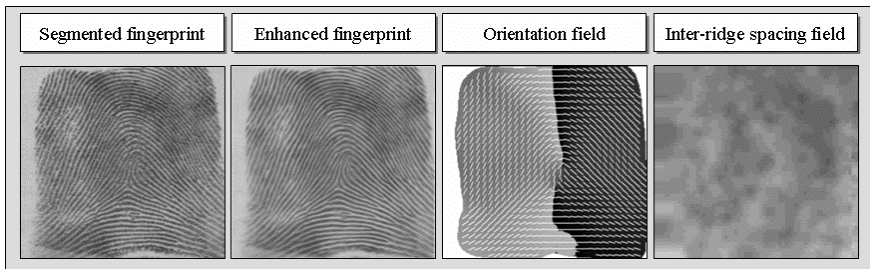 Segmented fingerprint
Enhanced fingerprint
Orientation field
Inter-ridge spacing field